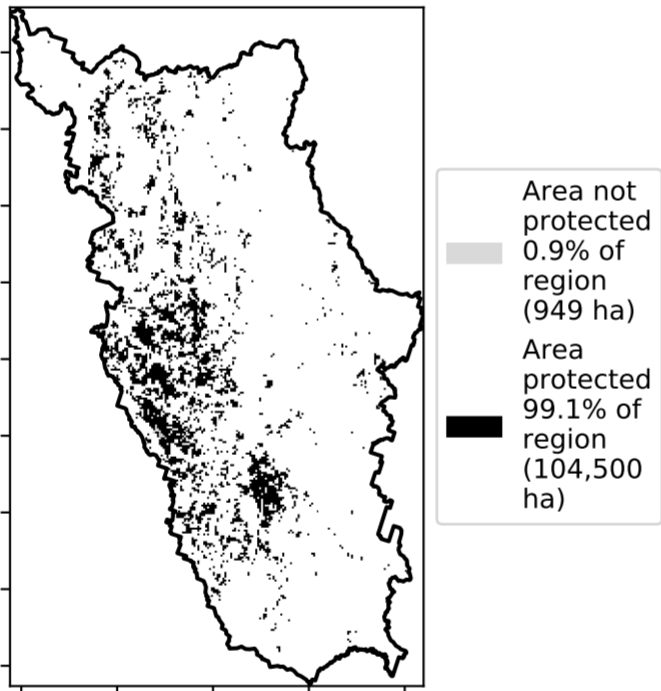 Area not
protected
0.9% of
region
(949 ha)
Area
protected
99.1% of
region
(104,500
ha)